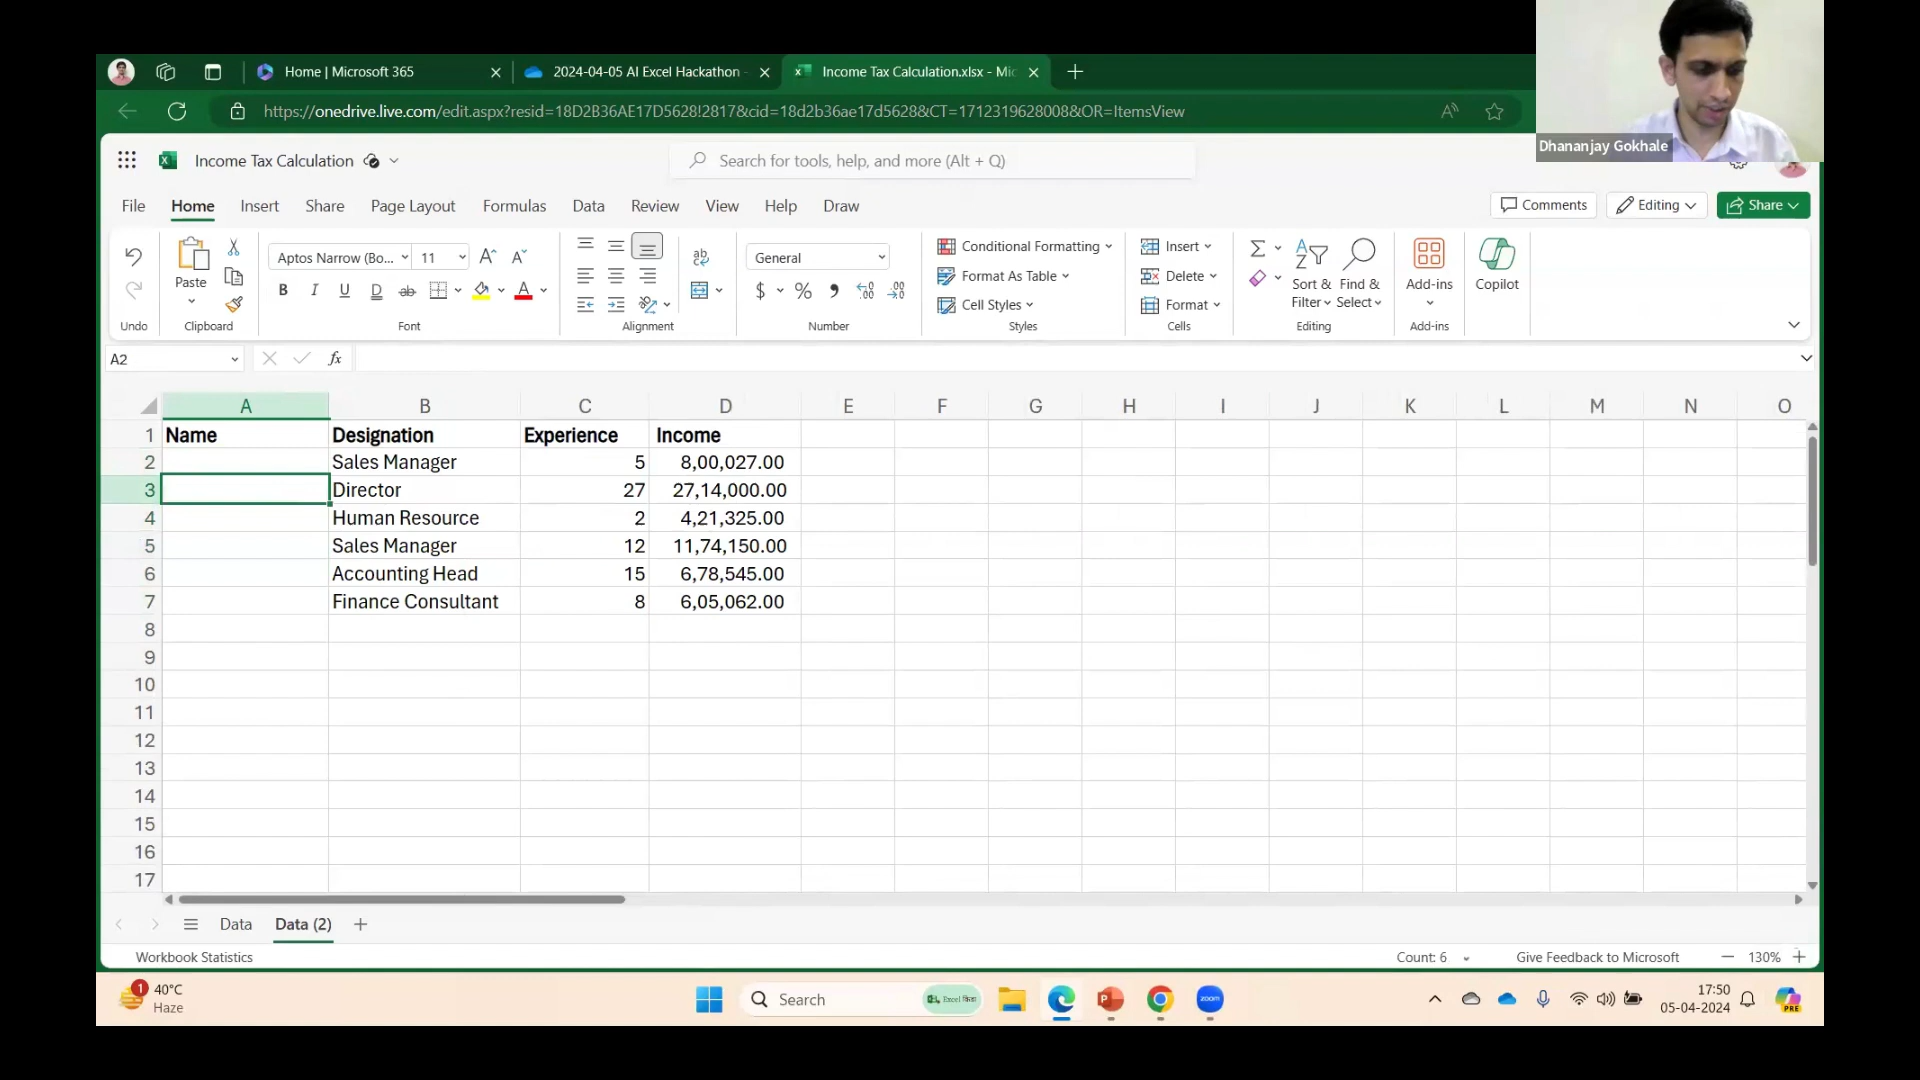 Home | Microsoft 365
2024-04-05 AI Excel Hackathon -
Income Tax Calculation.xlsx - Mic
https://onedrive.live.com/edit.aspx?resid=18D2B36AE17D5628!2817&cid=18d2b36ae17d5628&CT=1712319628008&OR=ItemsView
Dhananjay Gokhale
Income Tax Calculation
Search for tools, help, and more (Alt + Q)
File Home Insert Share Page Layout Formulas Data Review View Help Draw
Comments Editing Share
Paste
Aptos Narrow (Bo... 11
General
Conditional Formatting
Format As Table
Cell Styles
Insert
Delete
Format
Sort & Filter
Find & Select
Add-ins
Copilot
Undo Clipboard Font Alignment Number Styles Cells Editing Add-ins
A2
A B C D E F G H I J K L M N O
1 Name Designation Experience Income
2 Sales Manager 5 8,00,027.00
3 Director 27 27,14,000.00
4 Human Resource 2 4,21,325.00
5 Sales Manager 12 11,74,150.00
6 Accounting Head 15 6,78,545.00
7 Finance Consultant 8 6,05,062.00
8
9
10
11
12
13
14
15
16
17
Data Data (2)
Workbook Statistics Count: 6 Give Feedback to Microsoft 130%
1 40°C
Haze
Search
zoom
17:50
05-04-2024
PRE